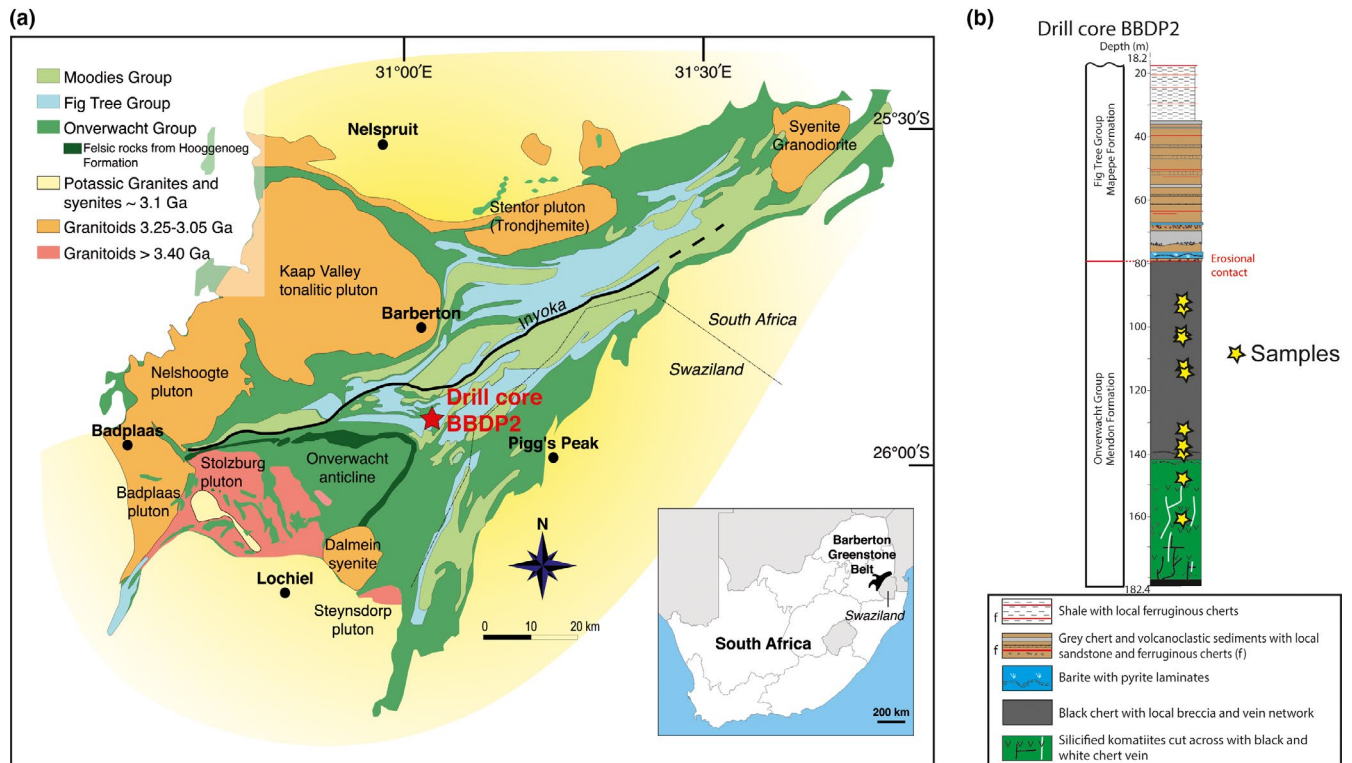 (a)
31°00′E
31°30′E
25°30′S
26°00′S
Moodies Group
Fig Tree Group
Onverwacht Group
Felsic rocks from Hooggenoeg
Formation
Potassic Granites and
syenites ~ 3.1 Ga
Granitoids 3.25-3.05 Ga
Granitoids > 3.40 Ga
Nelspruit
Syenite
Granodiorite
Stentor pluton
(Trondjhemite)
Kaap Valley
tonalitic pluton
Barberton
Inyoka
South Africa
Swaziland
Nelshoogte
pluton
Drill core
BBDP2
Badplaas
Pigg's Peak
Stolzburg
pluton
Onverwacht
anticline
Badplaas
pluton
Dalmein
syenite
Lochiel
Steynsdorp
pluton
N
0 10 20 km
Barberton
Greenstone
Belt
Swaziland
South Africa
200 km
(b)
Drill core BBDP2
Depth (m)
18.2
20
40
60
80
100
120
140
160
182.4
Fig Tree Group
Mapepe Formation
Onverwacht Group
Mendon Formation
Erosional
contact
Samples
f
Shale with local ferruginous cherts
f
Grey chert and volcanoclastic sediments with local
sandstone and ferruginous cherts (f)
Barite with pyrite laminates
Black chert with local breccia and vein network
Silicified komatiites cut across with black and
white chert vein